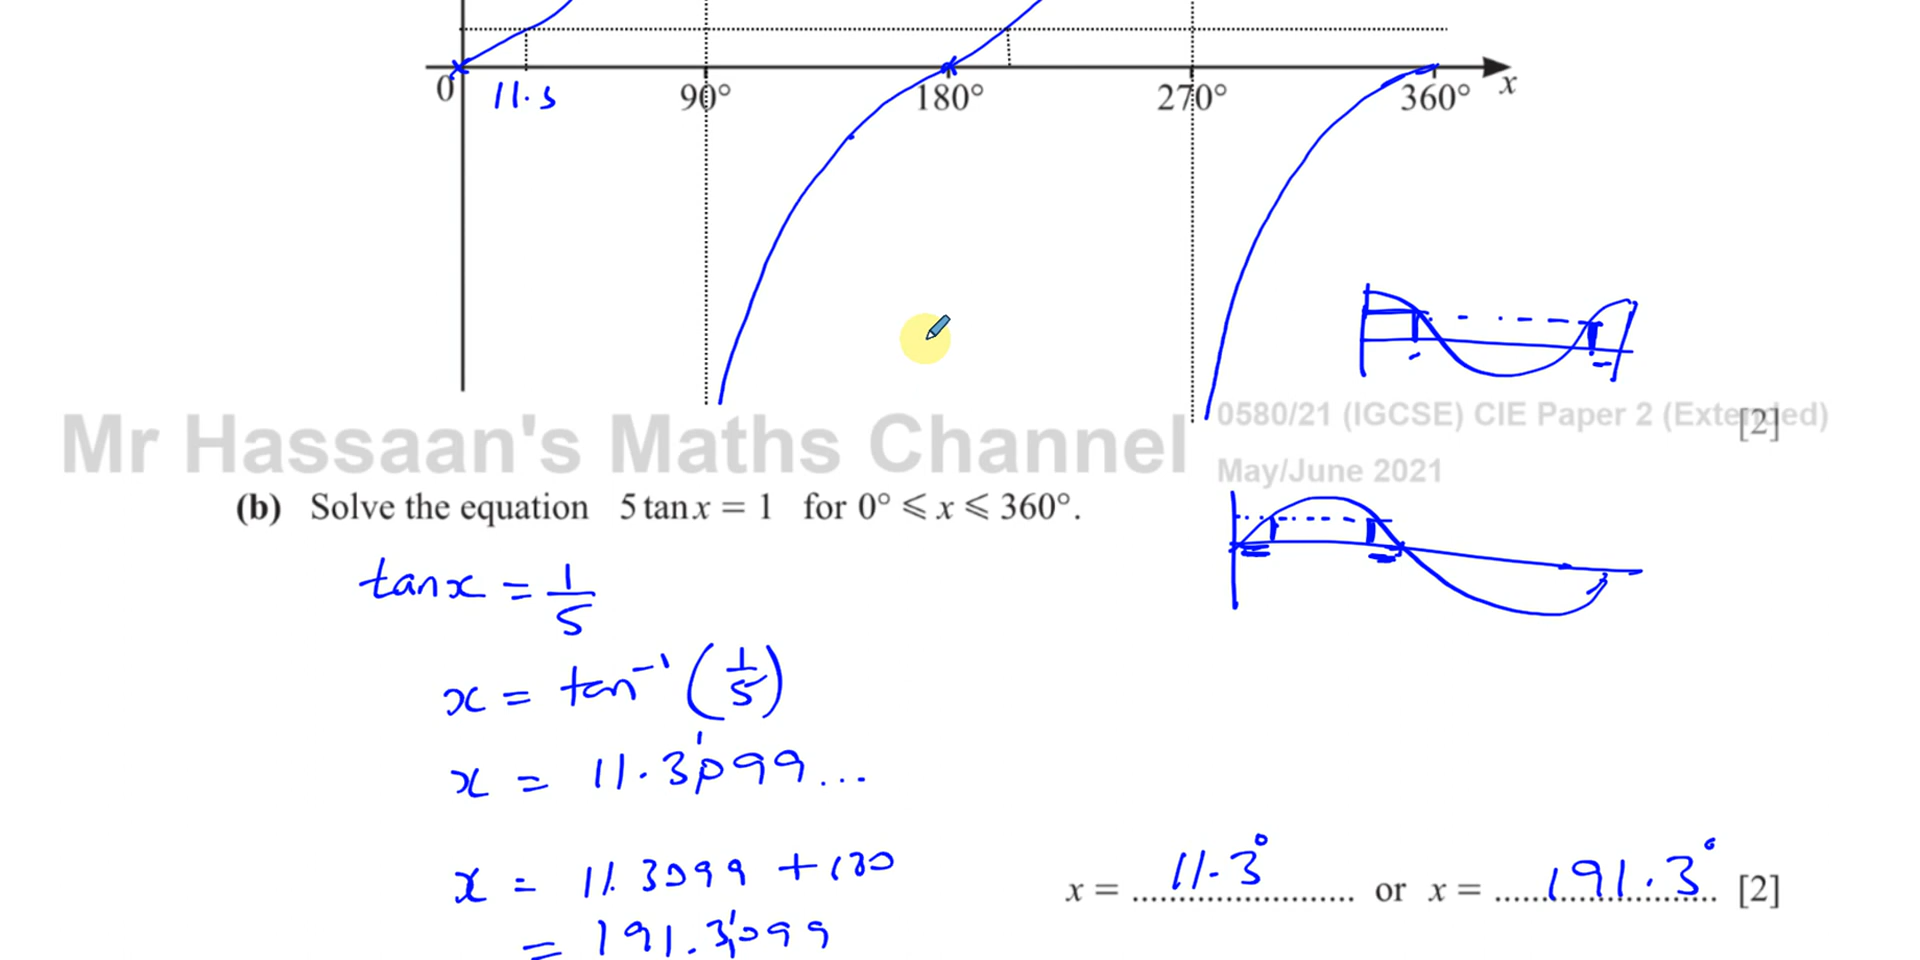 0 11.3 90° 180° 270° 360° x
[2]
Mr Hassaan's Maths Channel
0580/21 (IGCSE) CIE Paper 2 (Extended)
May/June 2021
(b) Solve the equation 5 tan x = 1 for 0° ⩽ x ⩽ 360°.
tan x = 1/5
x = tan⁻¹ (1/5)
x = 11.3099...
x = 11.3099 + 180
= 191.3099
x = ........ 11.3° ........ or x = ........ 191.3° ........ [2]